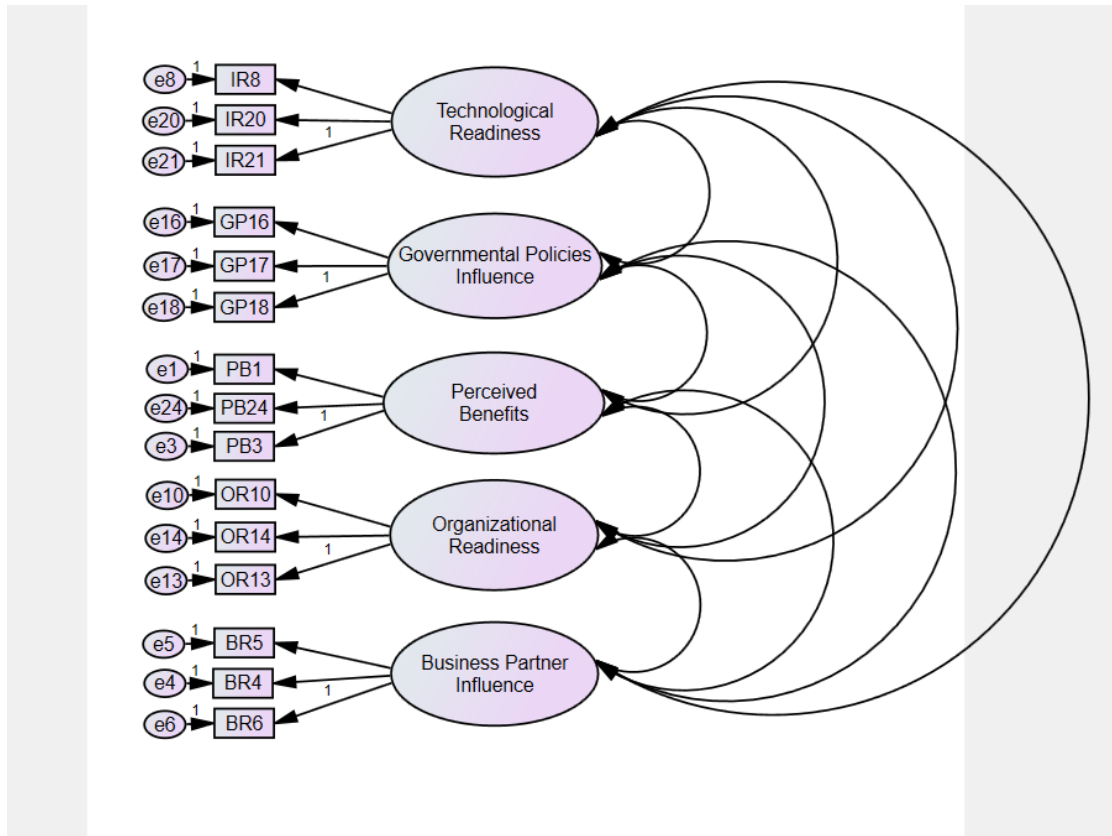 1
e8 IR8
1
e20 IR20
1
e21 IR21
1
Technological
Readiness
1
e16 GP16
1
e17 GP17
1
e18 GP18
1
Governmental Policies
Influence
1
e1 PB1
1
e24 PB24
1
e3 PB3
1
Perceived
Benefits
1
e10 OR10
1
e14 OR14
1
e13 OR13
1
Organizational
Readiness
1
e5 BR5
1
e4 BR4
1
e6 BR6
1
Business Partner
Influence